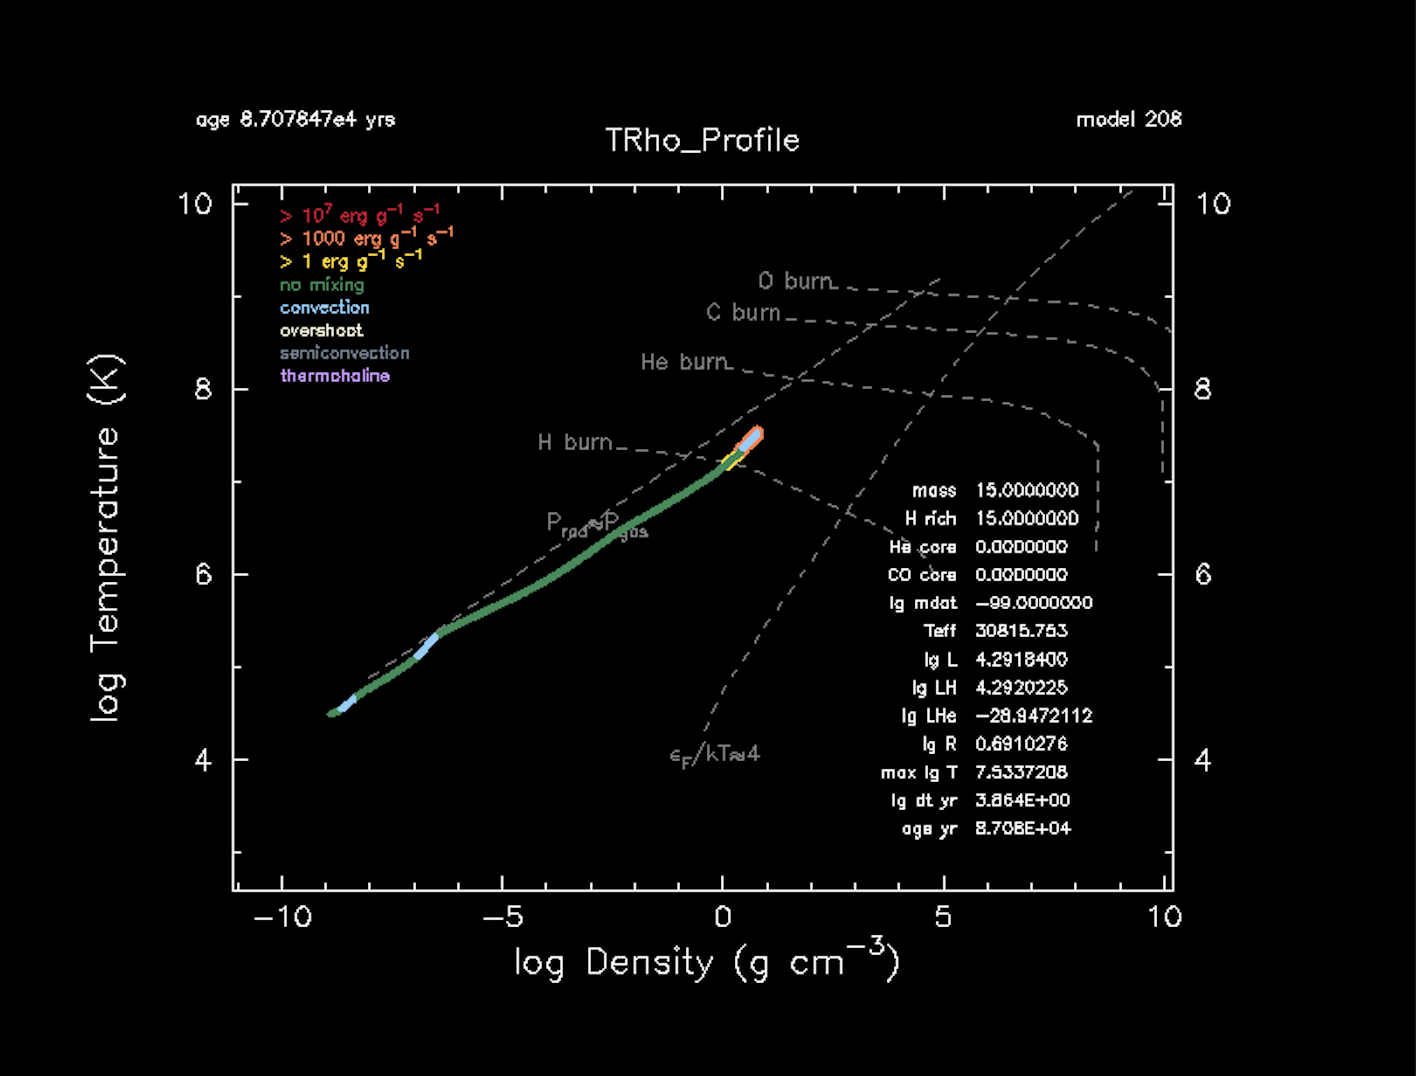 age 8.707847e4 yrs
model 208
TRho_Profile
> 10⁷ erg g⁻¹ s⁻¹
> 1000 erg g⁻¹ s⁻¹
> 1 erg g⁻¹ s⁻¹
no mixing
convection
overshoot
semiconvection
thermohaline
O burn
C burn
He burn
H burn
P_rad≈P_gas
ε_F/kT≈4
mass 15.0000000
H rich 15.0000000
He core 0.0000000
CO core 0.0000000
lg mdot −99.0000000
Teff 30815.753
lg L 4.2918400
lg LH 4.2920225
lg LHe −28.9472112
lg R 0.6910276
max lg T 7.5337208
lg dt yr 3.864E+00
age yr 8.708E+04
10
8
6
4
10
8
6
4
−10 −5 0 5 10
log Temperature (K)
log Density (g cm⁻³)